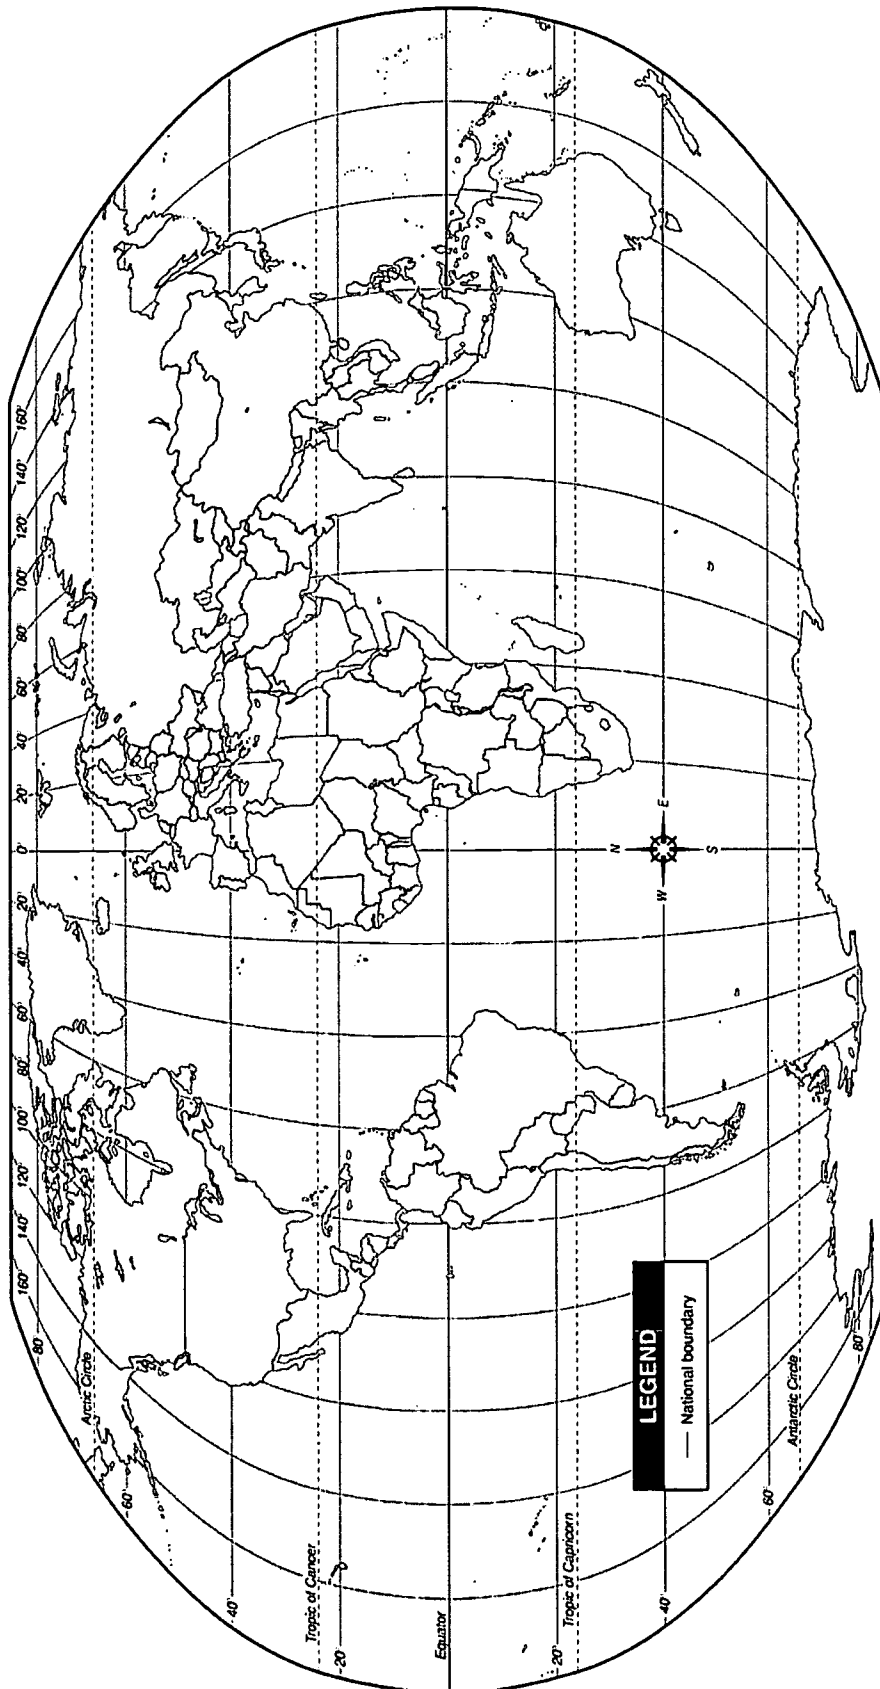 160° 140° 120° 100° 80° 60° 40° 20° 0° 20° 40° 60° 80° 100° 120° 140° 160°
80°
Arctic Circle
60°
40°
Tropic of Cancer
20°
Equator
20°
Tropic of Capricorn
40°
N
W E
S
LEGEND
National boundary
60°
Antarctic Circle
80°